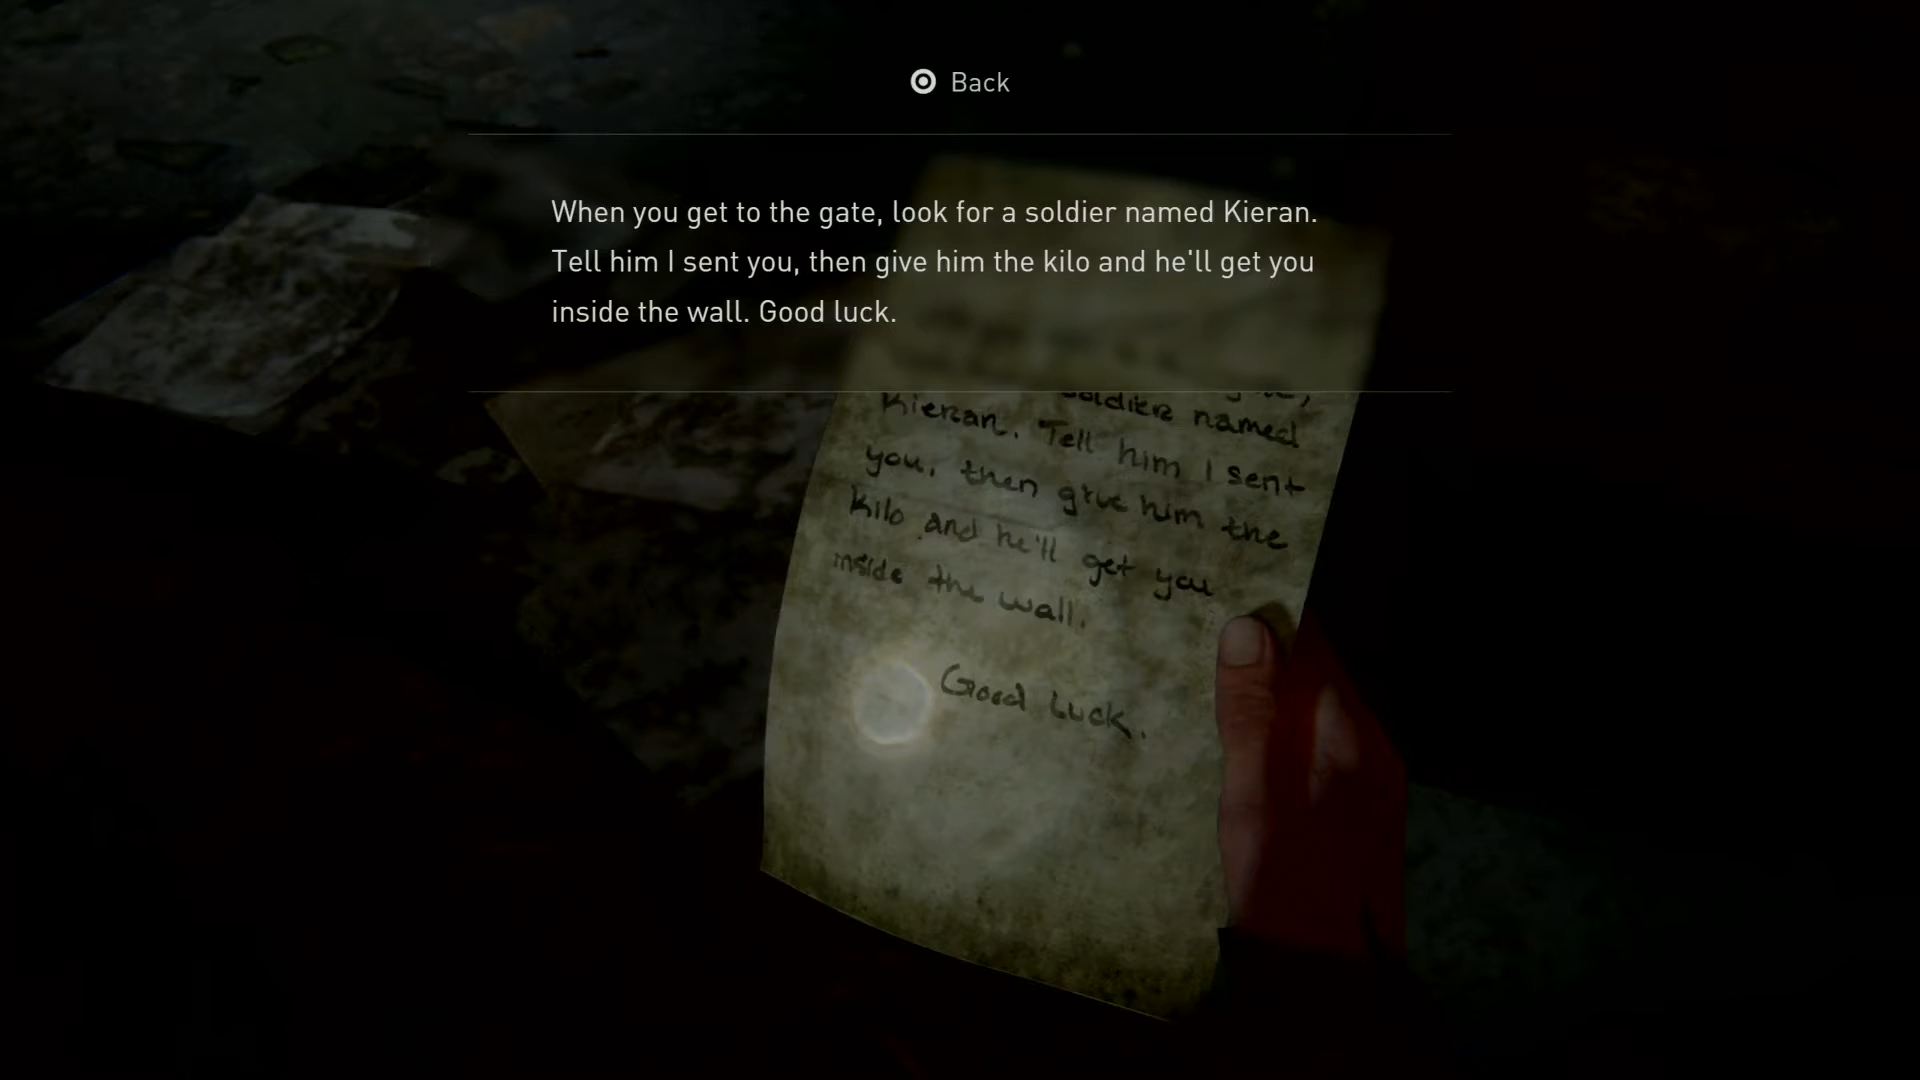 Back
When you get to the gate, look for a soldier named Kieran.
Tell him I sent you, then give him the kilo and he'll get you
inside the wall. Good luck.
soldier named
Kieran. Tell him I sent
you, then give him the
kilo and he'll get you
inside the wall.
Good Luck.